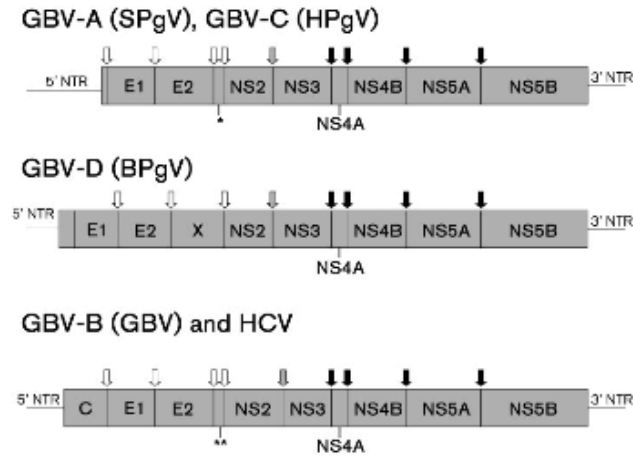 GBV-A (SPgV), GBV-C (HPgV)
5' NTR E1 E2 NS2 NS3 NS4B NS5A NS5B 3' NTR
* NS4A
GBV-D (BPgV)
5' NTR E1 E2 X NS2 NS3 NS4B NS5A NS5B 3' NTR
NS4A
GBV-B (GBV) and HCV
5' NTR C E1 E2 NS2 NS3 NS4B NS5A NS5B 3' NTR
** NS4A